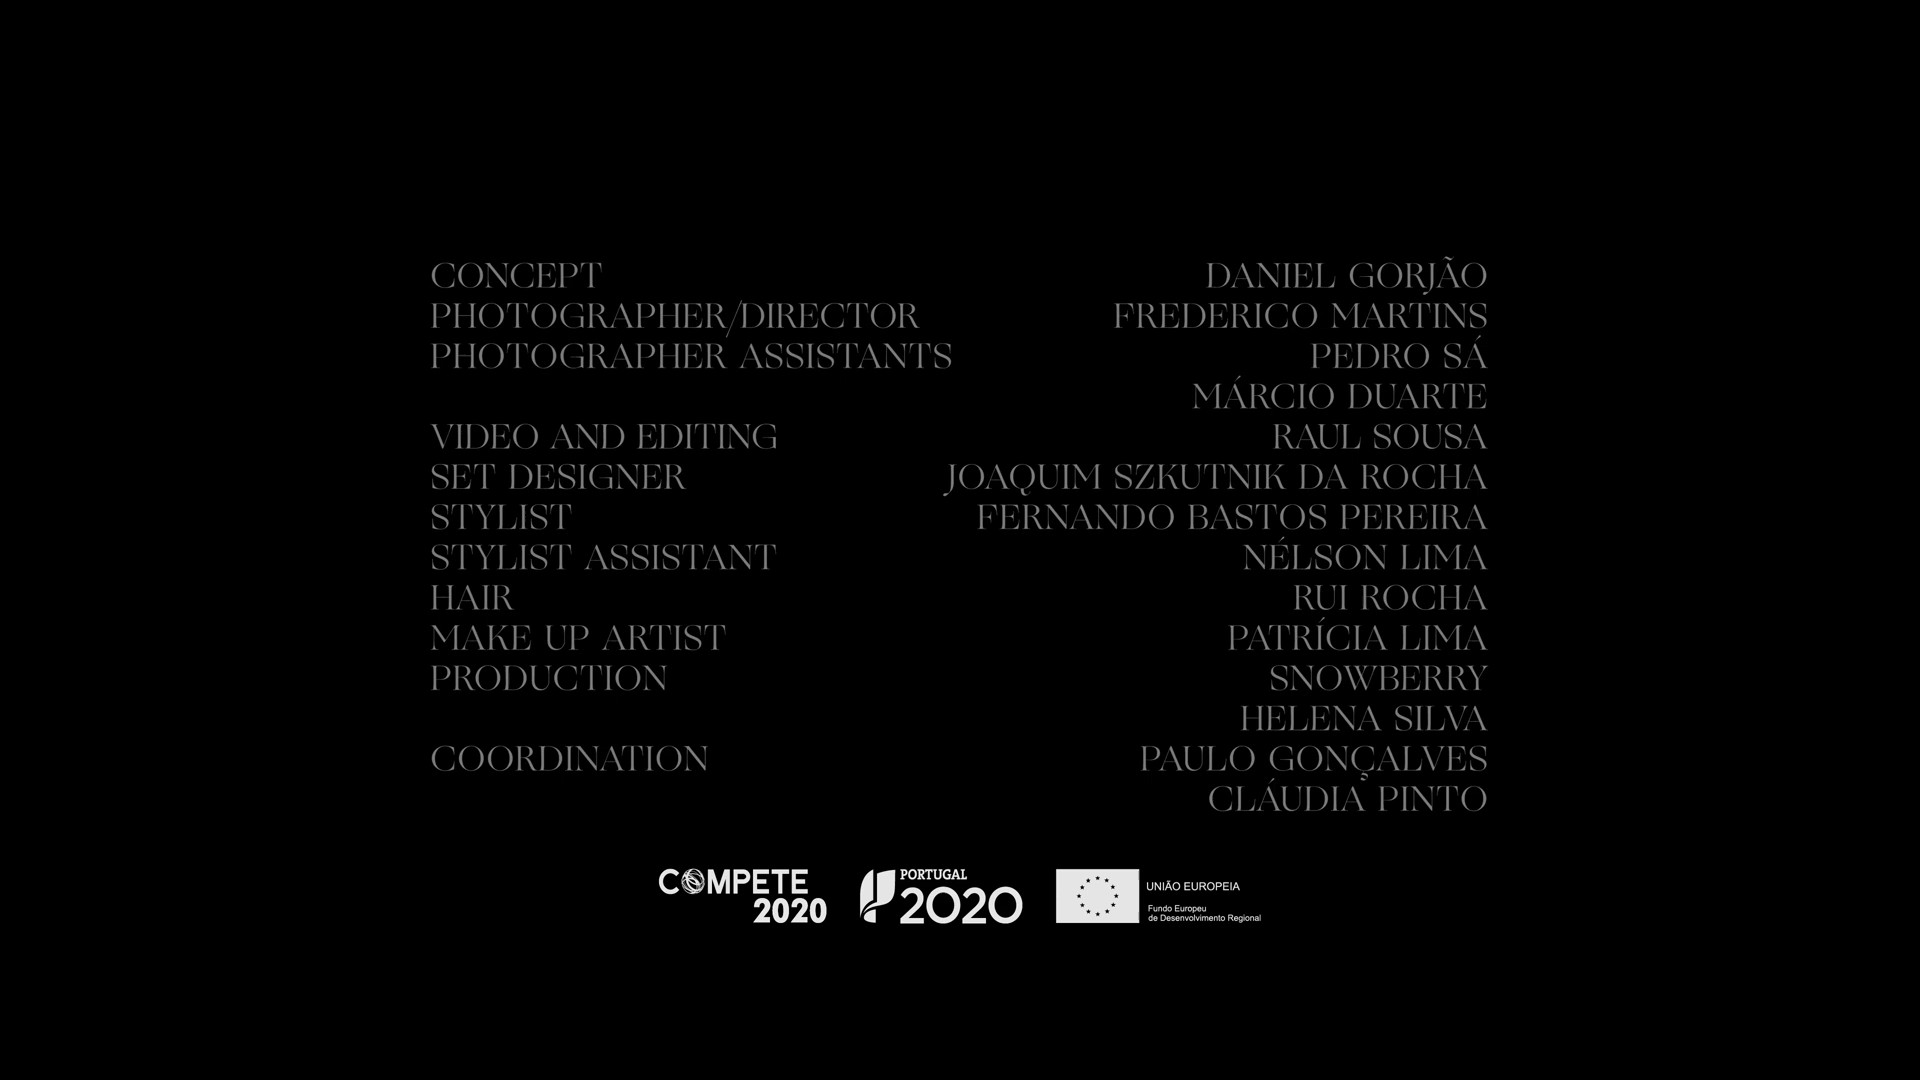 CONCEPT DANIEL GORJÃO
PHOTOGRAPHER/DIRECTOR FREDERICO MARTINS
PHOTOGRAPHER ASSISTANTS PEDRO SÁ
MÁRCIO DUARTE
VIDEO AND EDITING RAUL SOUSA
SET DESIGNER JOAQUIM SZKUTNIK DA ROCHA
STYLIST FERNANDO BASTOS PEREIRA
STYLIST ASSISTANT NÉLSON LIMA
HAIR RUI ROCHA
MAKE UP ARTIST PATRÍCIA LIMA
PRODUCTION SNOWBERRY
HELENA SILVA
COORDINATION PAULO GONÇALVES
CLÁUDIA PINTO
COMPETE
2020
PORTUGAL
2020
UNIÃO EUROPEIA
Fundo Europeu
de Desenvolvimento Regional